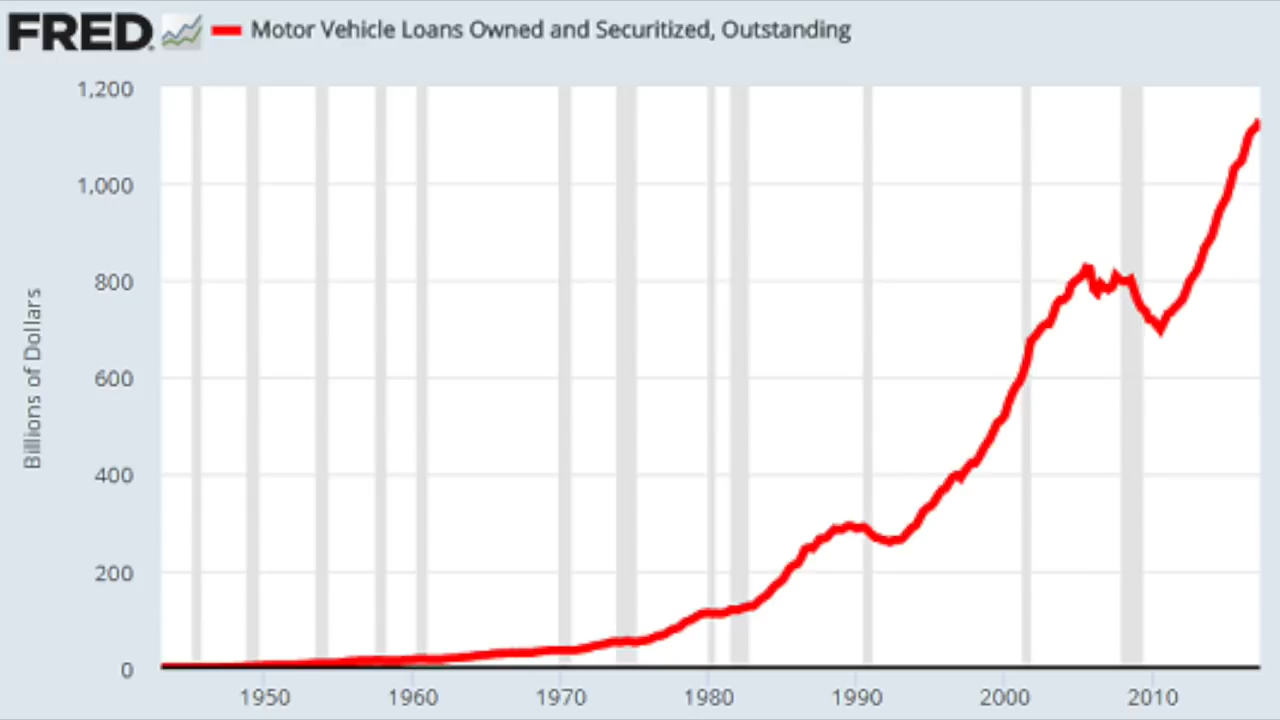 FRED. Motor Vehicle Loans Owned and Securitized, Outstanding
1,200
1,000
800
600
400
200
0
Billions of Dollars
1950 1960 1970 1980 1990 2000 2010